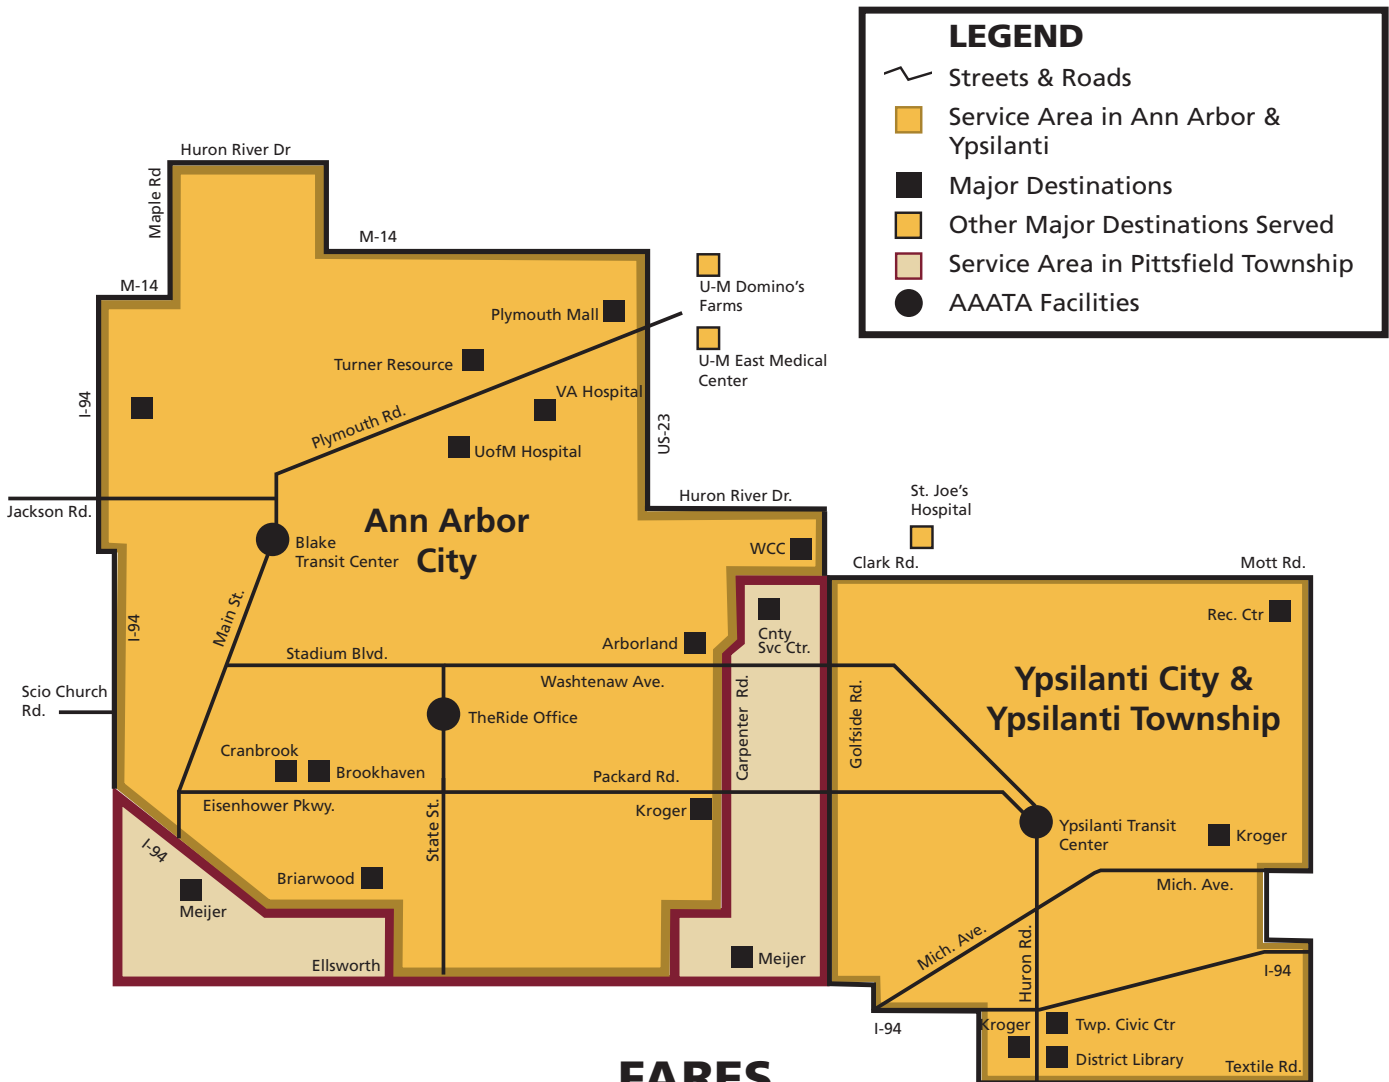 LEGEND
Streets & Roads
Service Area in Ann Arbor &
Ypsilanti
Major Destinations
Other Major Destinations Served
Service Area in Pittsfield Township
AAATA Facilities
Huron River Dr
Maple Rd
M-14
M-14
U-M Domino's
Farms
Plymouth Mall
U-M East Medical
Center
Turner Resource
VA Hospital
I-94
Plymouth Rd.
US-23
UofM Hospital
Jackson Rd.
Huron River Dr.
St. Joe's
Hospital
Ann Arbor
City
Blake
Transit Center
WCC
Clark Rd.
Mott Rd.
I-94
Main St.
Cnty
Svc Ctr.
Rec. Ctr
Arborland
Stadium Blvd.
Washtenaw Ave.
Ypsilanti City &
Ypsilanti Township
Scio Church
Rd.
TheRide Office
Carpenter Rd.
Golfside Rd.
Cranbrook
Brookhaven
Packard Rd.
Eisenhower Pkwy.
Kroger
State St.
Ypsilanti Transit
Center
Kroger
I-94
Briarwood
Mich. Ave.
Meijer
Mich. Ave.
Huron Rd.
Ellsworth
Meijer
I-94
I-94
Kroger
Twp. Civic Ctr
District Library
Textile Rd.
FARES